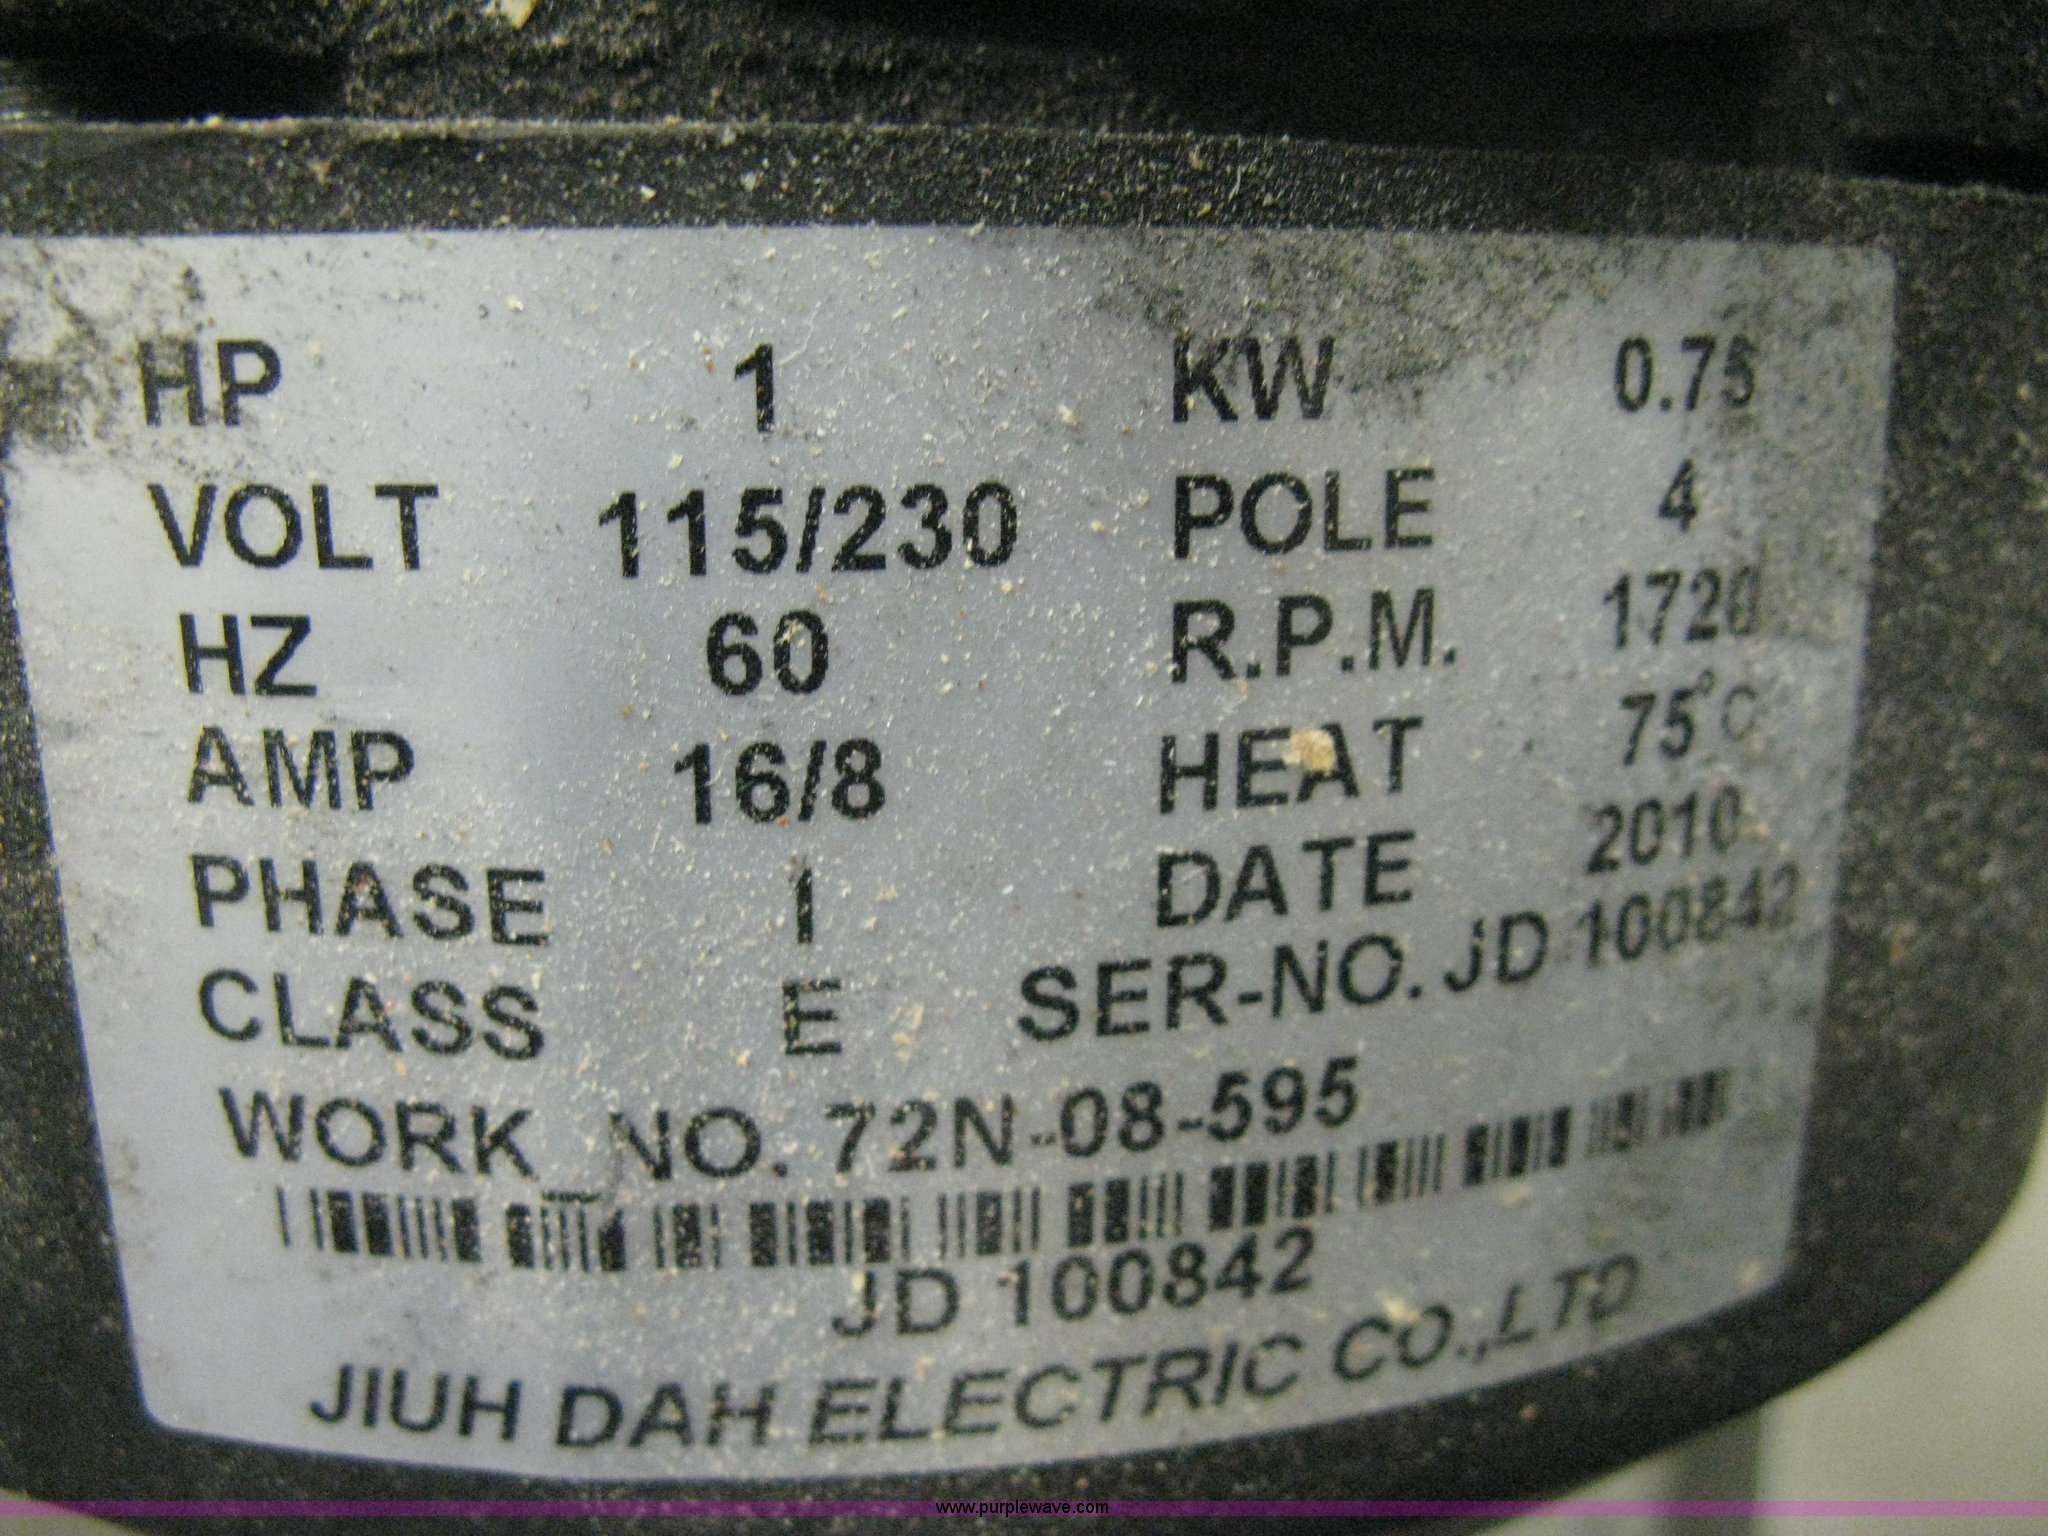 HP 1 KW 0.75
VOLT 115/230 POLE 4
HZ 60 R.P.M. 1720
AMP 16/8 HEAT 75°C
PHASE 1 DATE 2010
CLASS E SER-NO. JD 100842
WORK NO. 72N-08-595
JD 100842
JIUH DAH ELECTRIC CO.,LTD
www.purplewave.com